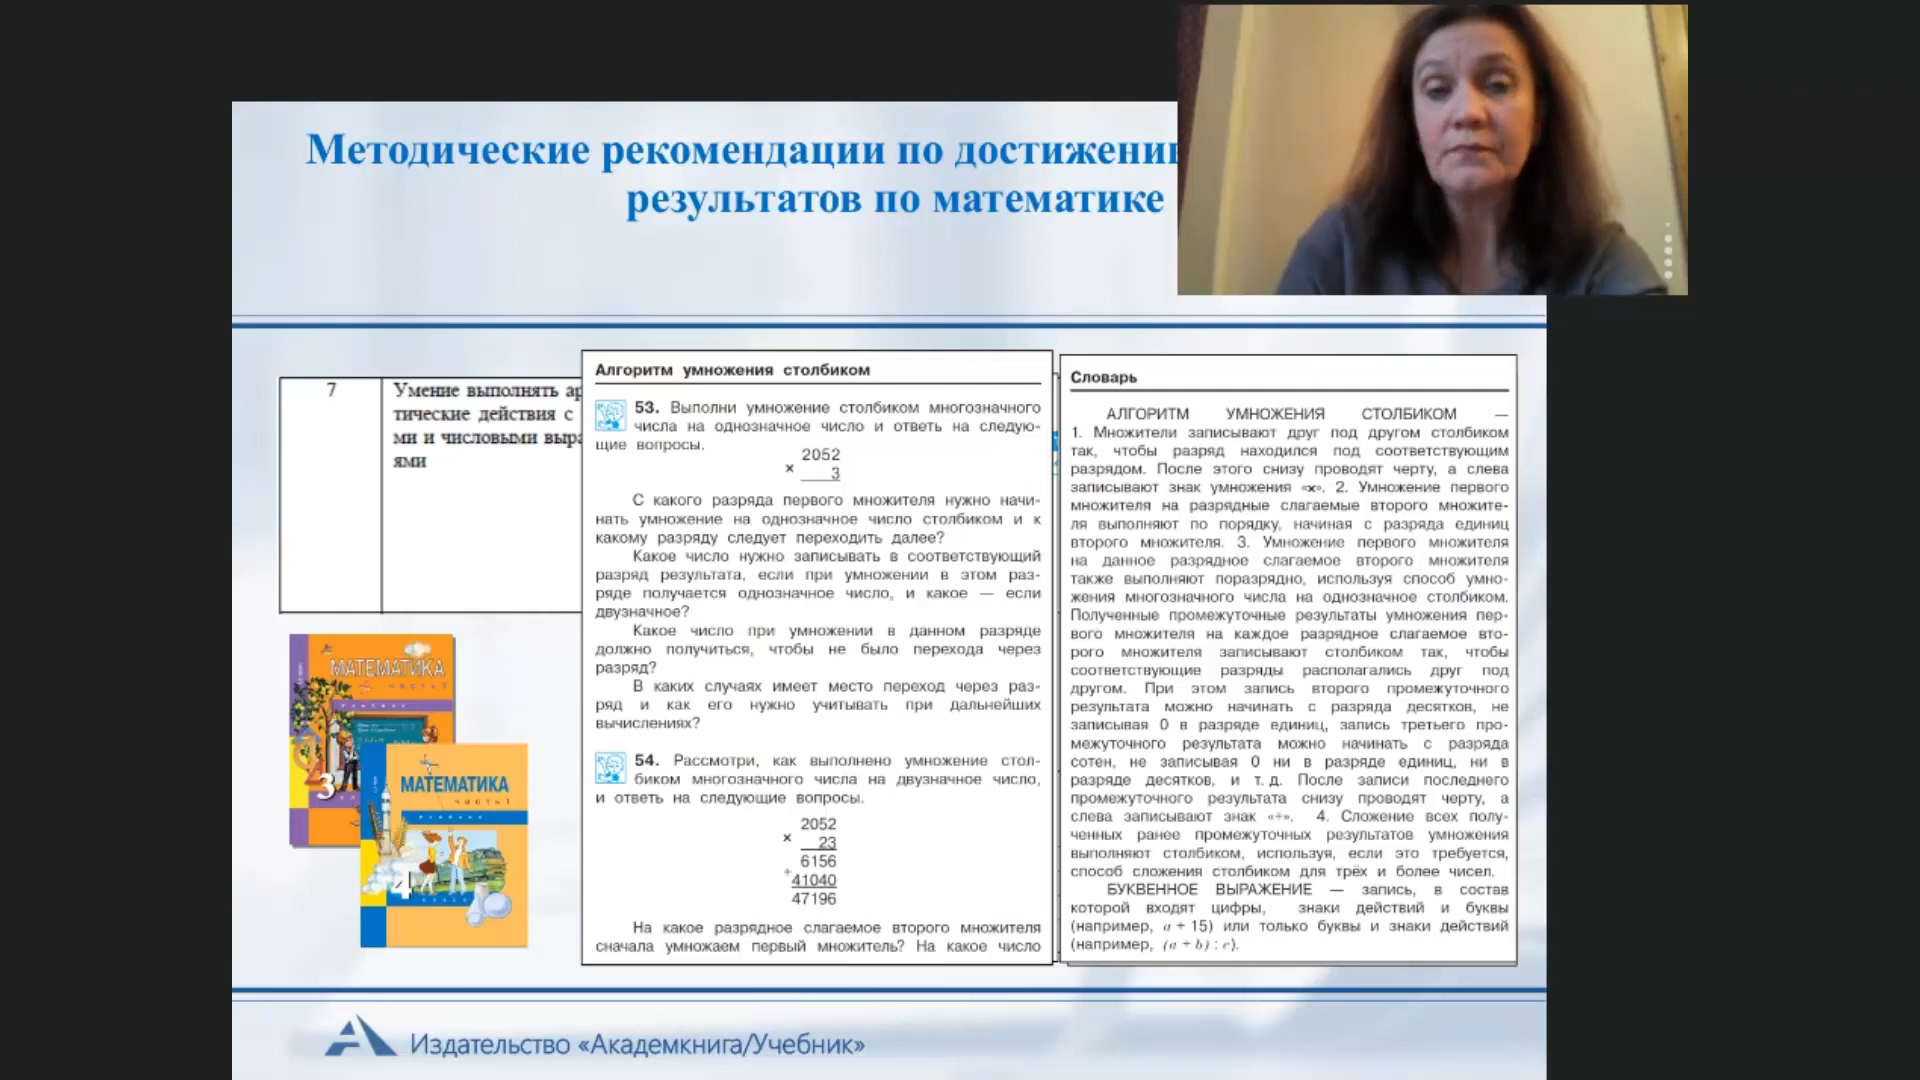 Методические рекомендации по
результатов по математике
7
Умение выполнять
тические действия с
ми и числовыми
ями
Алгоритм умножения столбиком
53. Выполни умножение столбиком многозначного
числа на однозначное число и ответь на следую-
щие вопросы.
2052
×
3
С какого разряда первого множителя нужно начи-
нать умножение на однозначное число столбиком и к
какому разряду следует переходить далее?
Какое число нужно записывать в соответствующий
разряд результата, если при умножении в этом раз-
ряде получается однозначное число, и какое — если
двузначное?
Какое число при умножении в данном разряде
должно получиться, чтобы не было перехода через
разряд?
В каких случаях имеет место переход через раз-
ряд и как его нужно учитывать при дальнейших
вычислениях?
54. Рассмотри, как выполнено умножение стол-
биком многозначного числа на двузначное число,
и ответь на следующие вопросы.
2052
×
23
6156
+
41040
47196
На какое разрядное слагаемое второго множителя
сначала умножаем первый множитель? На какое число
Словарь
АЛГОРИТМ УМНОЖЕНИЯ СТОЛБИКОМ —
1. Множители записывают друг под другом столбиком
так, чтобы разряд находился под соответствующим
разрядом. После этого снизу проводят черту, а слева
записывают знак умножения «×». 2. Умножение первого
множителя на разрядные слагаемые второго множите-
ля выполняют по порядку, начиная с разряда единиц
второго множителя. 3. Умножение первого множителя
на данное разрядное слагаемое второго множителя
также выполняют поразрядно, используя способ умно-
жения многозначного числа на однозначное столбиком.
Полученные промежуточные результаты умножения пер-
вого множителя на каждое разрядное слагаемое вто-
рого множителя записывают столбиком так, чтобы
соответствующие разряды располагались друг под
другом. При этом запись второго промежуточного
результата можно начинать с разряда десятков, не
записывая 0 в разряде единиц, запись третьего про-
межуточного результата можно начинать с разряда
сотен, не записывая 0 ни в разряде единиц, ни в
разряде десятков, и т. д. После записи последнего
промежуточного результата снизу проводят черту, а
слева записывают знак «+». 4. Сложение всех полу-
ченных ранее промежуточных результатов умножения
выполняют столбиком, используя, если это требуется,
способ сложения столбиком для трёх и более чисел.
БУКВЕННОЕ ВЫРАЖЕНИЕ — запись, в состав
которой входят цифры, знаки действий и буквы
(например, a + 15) или только буквы и знаки действий
(например, (a + b) : c).
МАТЕМАТИКА
часть 1
3
МАТЕМАТИКА
часть 1
4
Издательство «Академкнига/Учебник»